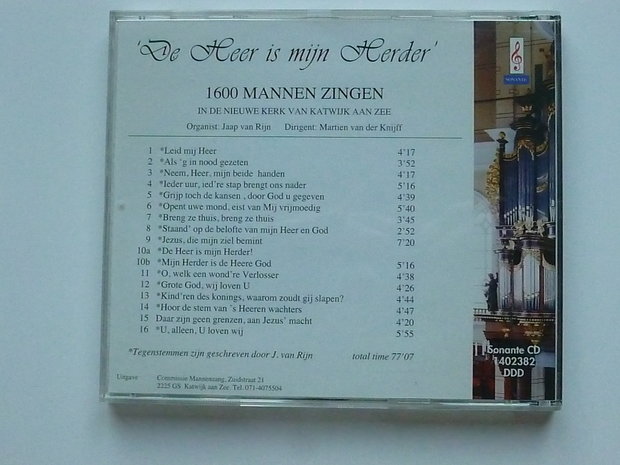 'De Heer is mijn Herder'
SONANTE
1600 MANNEN ZINGEN
IN DE NIEUWE KERK VAN KATWIJK AAN ZEE
Organist: Jaap van Rijn Dirigent: Martien van der Knijff
1 *Leid mij Heer 4'17
2 *Als 'g in nood gezeten 3'52
3 *Neem, Heer, mijn beide handen 4'17
4 *Ieder uur, ied're stap brengt ons nader 5'16
5 *Grijp toch de kansen , door God u gegeven 4'39
6 *Opent uwe mond, eist van Mij vrijmoedig 5'40
7 *Breng ze thuis, breng ze thuis 3'45
8 *Staand' op de belofte van mijn Heer en God 2'52
9 *Jezus, die mijn ziel bemint 7'20
10a *De Heer is mijn Herder!
10b *Mijn Herder is de Heere God 5'16
11 *O, welk een wond're Verlosser 4'38
12 *Grote God, wij loven U 4'26
13 *Kind'ren des konings, waarom zoudt gij slapen? 4'44
14 *Hoor de stem van 's Heeren wachters 4'47
15 Daar zijn geen grenzen, aan Jezus' macht 4'20
16 *U, alleen, U loven wij 5'55
*Tegenstemmen zijn geschreven door J. van Rijn total time 77'07
Uitgave Commissie Mannenzang, Zuidstraat 21
2225 GS Katwijk aan Zee. Tel. 071-4075504
Sonante CD
1402382
DDD